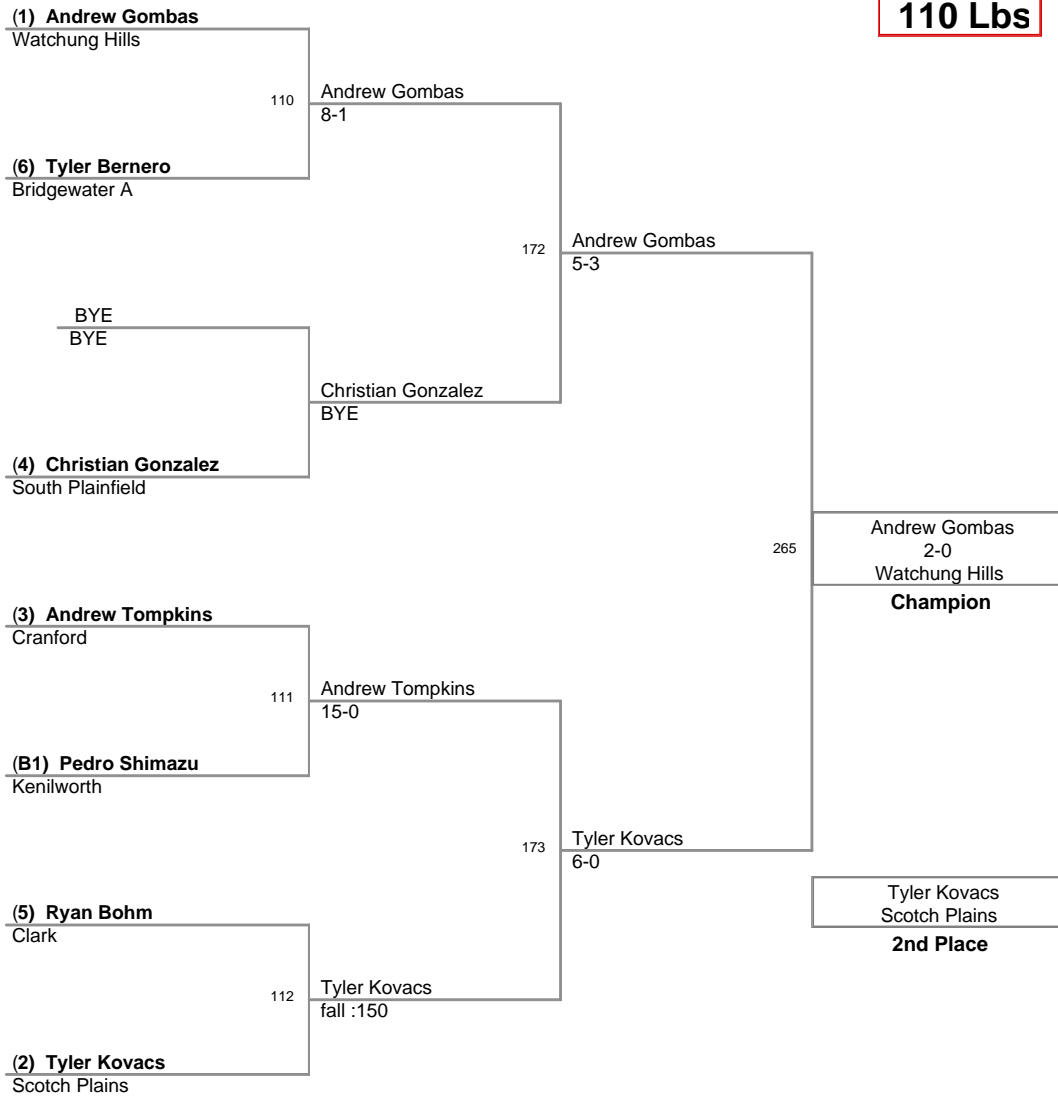 110 Lbs
(1) Andrew Gombas
Watchung Hills
110
Andrew Gombas
8-1
(6) Tyler Bernero
Bridgewater A
172
Andrew Gombas
5-3
BYE
BYE
Christian Gonzalez
BYE
(4) Christian Gonzalez
South Plainfield
265
Andrew Gombas
2-0
Watchung Hills
Champion
(3) Andrew Tompkins
Cranford
111
Andrew Tompkins
15-0
(B1) Pedro Shimazu
Kenilworth
173
Tyler Kovacs
6-0
Tyler Kovacs
Scotch Plains
2nd Place
(5) Ryan Bohm
Clark
112
Tyler Kovacs
fall :150
(2) Tyler Kovacs
Scotch Plains